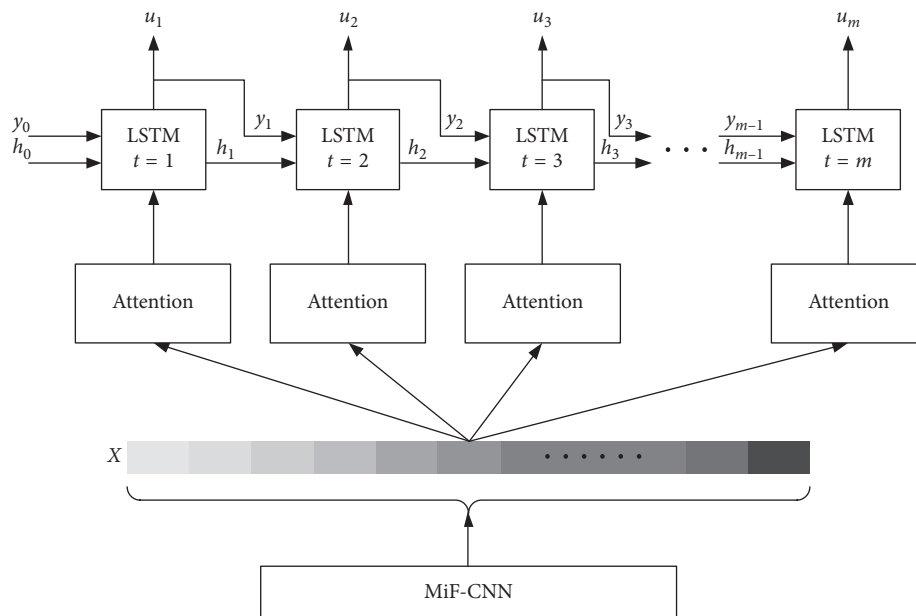 u₁ u₂ u₃ uₘ
y₀ y₁ y₂ y₃ yₘ₋₁
LSTM LSTM LSTM LSTM
h₀ h₁ h₂ h₃ • • • hₘ₋₁
t = 1 t = 2 t = 3 t = m
Attention Attention Attention Attention
X • • • • • •
MiF-CNN